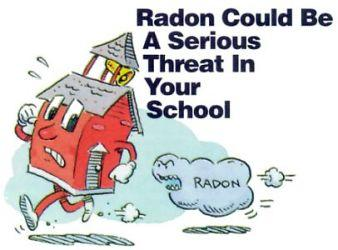 Radon Could Be
A Serious
Threat In
Your
School
RADON